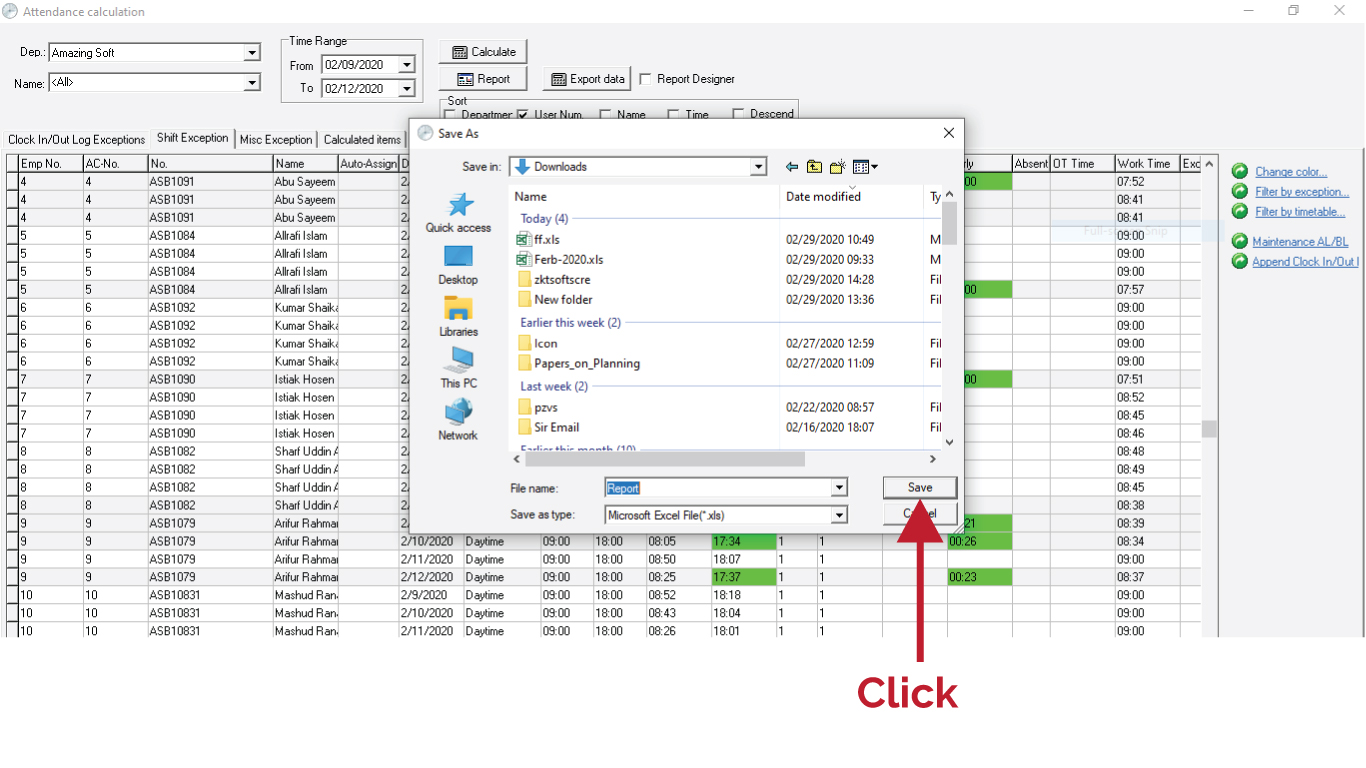 Attendance calculation
Dep.: Amazing Soft
Name: <All>
Time Range
From 02/09/2020
To 02/12/2020
Calculate
Report Export data Report Designer
Sort
Departmer User Num. Name Time Descend
Clock In/Out Log Exceptions Shift Exception Misc Exception Calculated items
Emp No. AC-No. No. Name Auto-Assign D rly Absent OT Time Work Time Exc
4 4 ASB1091 Abu Sayeem 2/ 00 07:52
4 4 ASB1091 Abu Sayeem 2/ 08:41
4 4 ASB1091 Abu Sayeem 2/ 08:41
5 5 ASB1084 Allrafi Islam 2/ 09:00
5 5 ASB1084 Allrafi Islam 2/ 09:00
5 5 ASB1084 Allrafi Islam 2/ 09:00
5 5 ASB1084 Allrafi Islam 2/ 00 07:57
6 6 ASB1092 Kumar Shaika 2/ 09:00
6 6 ASB1092 Kumar Shaika 2/ 09:00
6 6 ASB1092 Kumar Shaika 2/ 09:00
6 6 ASB1092 Kumar Shaika 2/ 09:00
7 7 ASB1090 Istiak Hosen 2/ 00 07:51
7 7 ASB1090 Istiak Hosen 2/ 08:52
7 7 ASB1090 Istiak Hosen 2/ 08:45
7 7 ASB1090 Istiak Hosen 2/ 08:46
8 8 ASB1082 Sharf Uddin A 2/ 08:48
8 8 ASB1082 Sharf Uddin A 2/ 08:49
8 8 ASB1082 Sharf Uddin A 2/ 08:45
8 8 ASB1082 Sharf Uddin A 2/ 08:38
9 9 ASB1079 Arifur Rahmar 2/ 21 08:39
9 9 ASB1079 Arifur Rahmar 2/10/2020 Daytime 09:00 18:00 08:05 17:34 1 1 00:26 08:34
9 9 ASB1079 Arifur Rahmar 2/11/2020 Daytime 09:00 18:00 08:50 18:07 1 1 09:00
9 9 ASB1079 Arifur Rahmar 2/12/2020 Daytime 09:00 18:00 08:25 17:37 1 1 00:23 08:37
10 10 ASB10831 Mashud Ran 2/9/2020 Daytime 09:00 18:00 08:52 18:18 1 1 09:00
10 10 ASB10831 Mashud Ran 2/10/2020 Daytime 09:00 18:00 08:43 18:04 1 1 09:00
10 10 ASB10831 Mashud Ran 2/11/2020 Daytime 09:00 18:00 08:26 18:01 1 1 09:00
Save As
Save in: Downloads
Quick access
Desktop
Libraries
This PC
Network
Name Date modified Ty
Today (4)
ff.xls 02/29/2020 10:49 M
Ferb-2020.xls 02/29/2020 09:33 M
zktsoftscre 02/29/2020 14:28 Fil
New folder 02/29/2020 13:36 Fil
Earlier this week (2)
Icon 02/27/2020 12:59 Fil
Papers_on_Planning 02/27/2020 11:09 Fil
Last week (2)
pzvs 02/22/2020 08:57 Fil
Sir Email 02/16/2020 18:07 Fil
Earlier this month (10)
File name: Report Save
Save as type: Microsoft Excel File(*.xls)
Change color...
Filter by exception...
Filter by timetable...
Maintenance AL/BL
Append Clock In/Out
Click